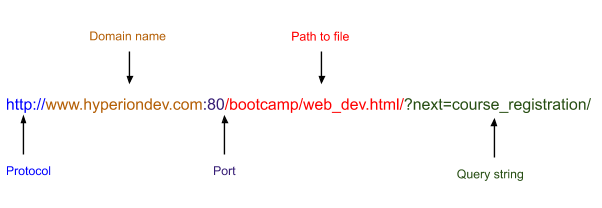 Domain name Path to file
http://www.hyperiondev.com:80/bootcamp/web_dev.html/?next=course_registration/
Protocol Port Query string